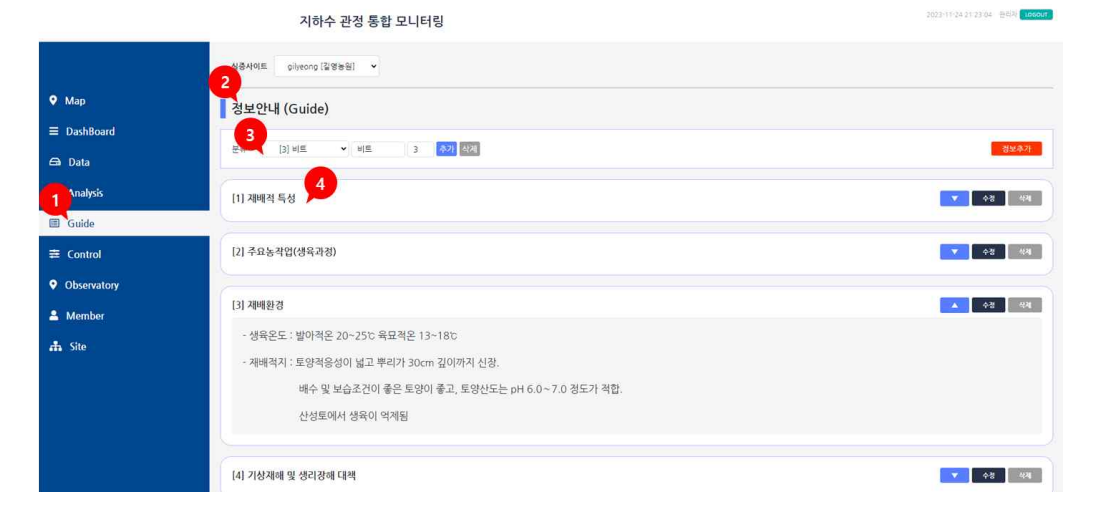 지하수 관정 통합 모니터링
2023-11-24 21:23:04 관리자 LOGOUT
실증사이트 gilyeong [길영농원]
2
정보안내 (Guide)
Map
DashBoard
Data
Analysis
1
Guide
Control
Observatory
Member
Site
3
[3] 비트 비트 3 추가 삭제 정보추가
4
[1] 재배적 특성 ▼ 수정 삭제
[2] 주요농작업(생육과정) ▼ 수정 삭제
[3] 재배환경 ▲ 수정 삭제
- 생육온도 : 발아적온 20~25℃ 육묘적온 13~18℃
- 재배적지 : 토양적응성이 넓고 뿌리가 30cm 깊이까지 신장.
배수 및 보습조건이 좋은 토양이 좋고, 토양산도는 pH 6.0~7.0 정도가 적합.
산성토에서 생육이 억제됨
[4] 기상재해 및 생리장해 대책 ▼ 수정 삭제